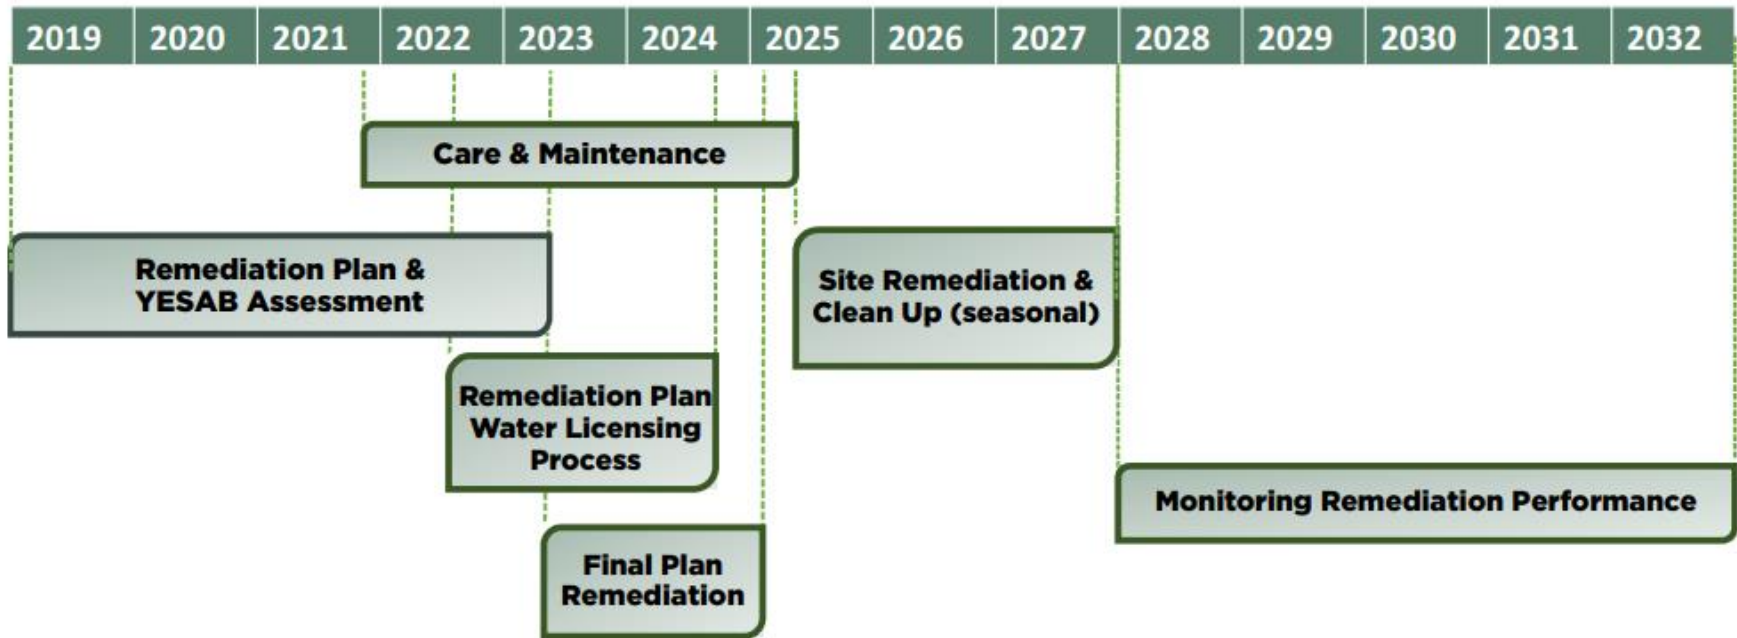 2019 2020 2021 2022 2023 2024 2025 2026 2027 2028 2029 2030 2031 2032
Care & Maintenance
Remediation Plan &
YESAB Assessment
Site Remediation &
Clean Up (seasonal)
Remediation Plan
Water Licensing
Process
Monitoring Remediation Performance
Final Plan
Remediation